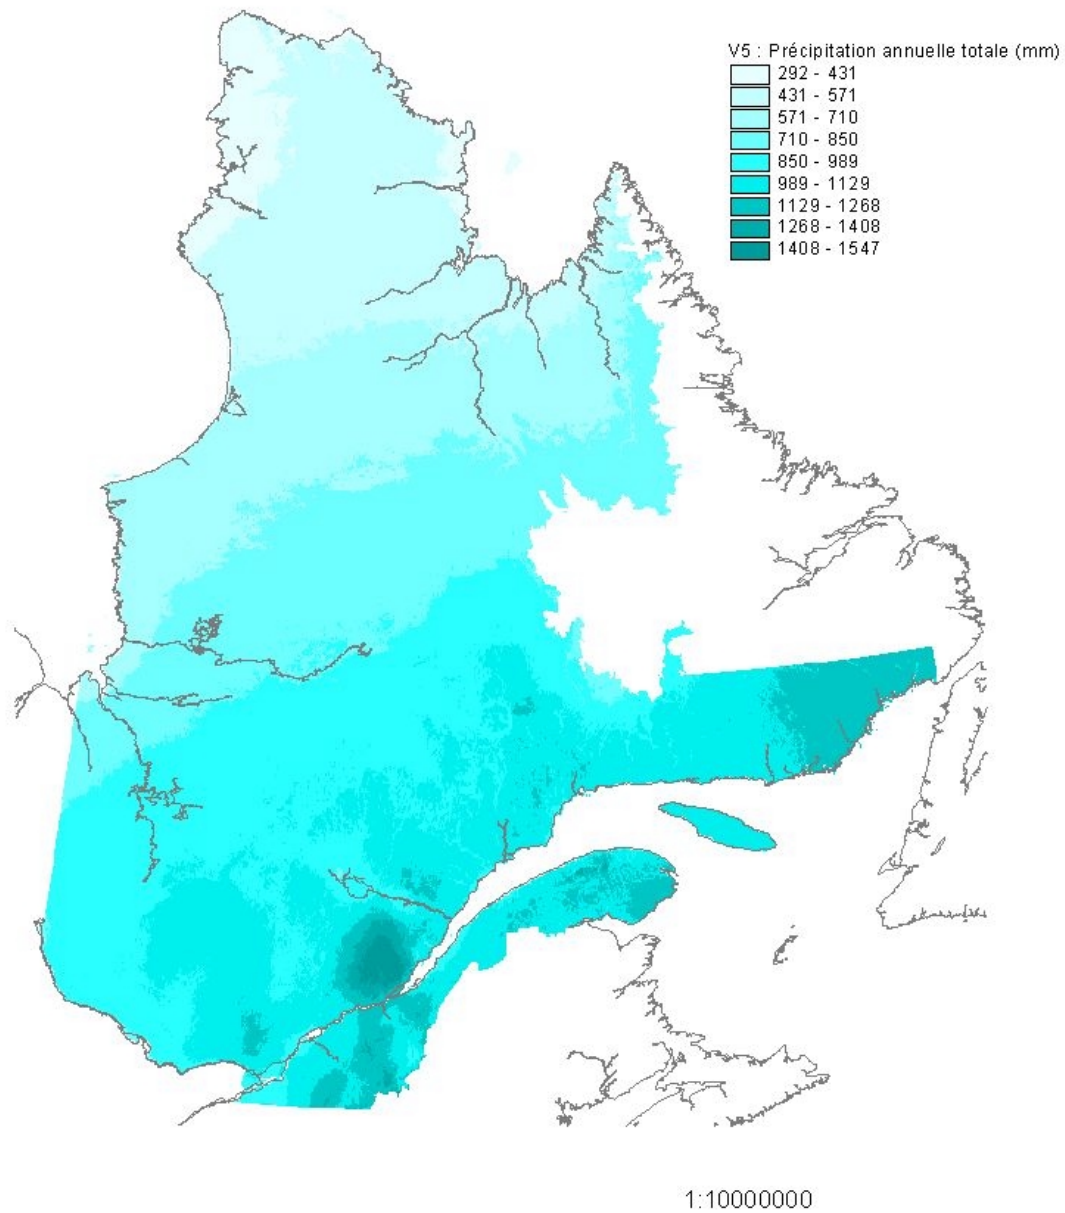 V5 : Précipitation annuelle totale (mm)
292 - 431
431 - 571
571 - 710
710 - 850
850 - 989
989 - 1129
1129 - 1268
1268 - 1408
1408 - 1547
1:10000000